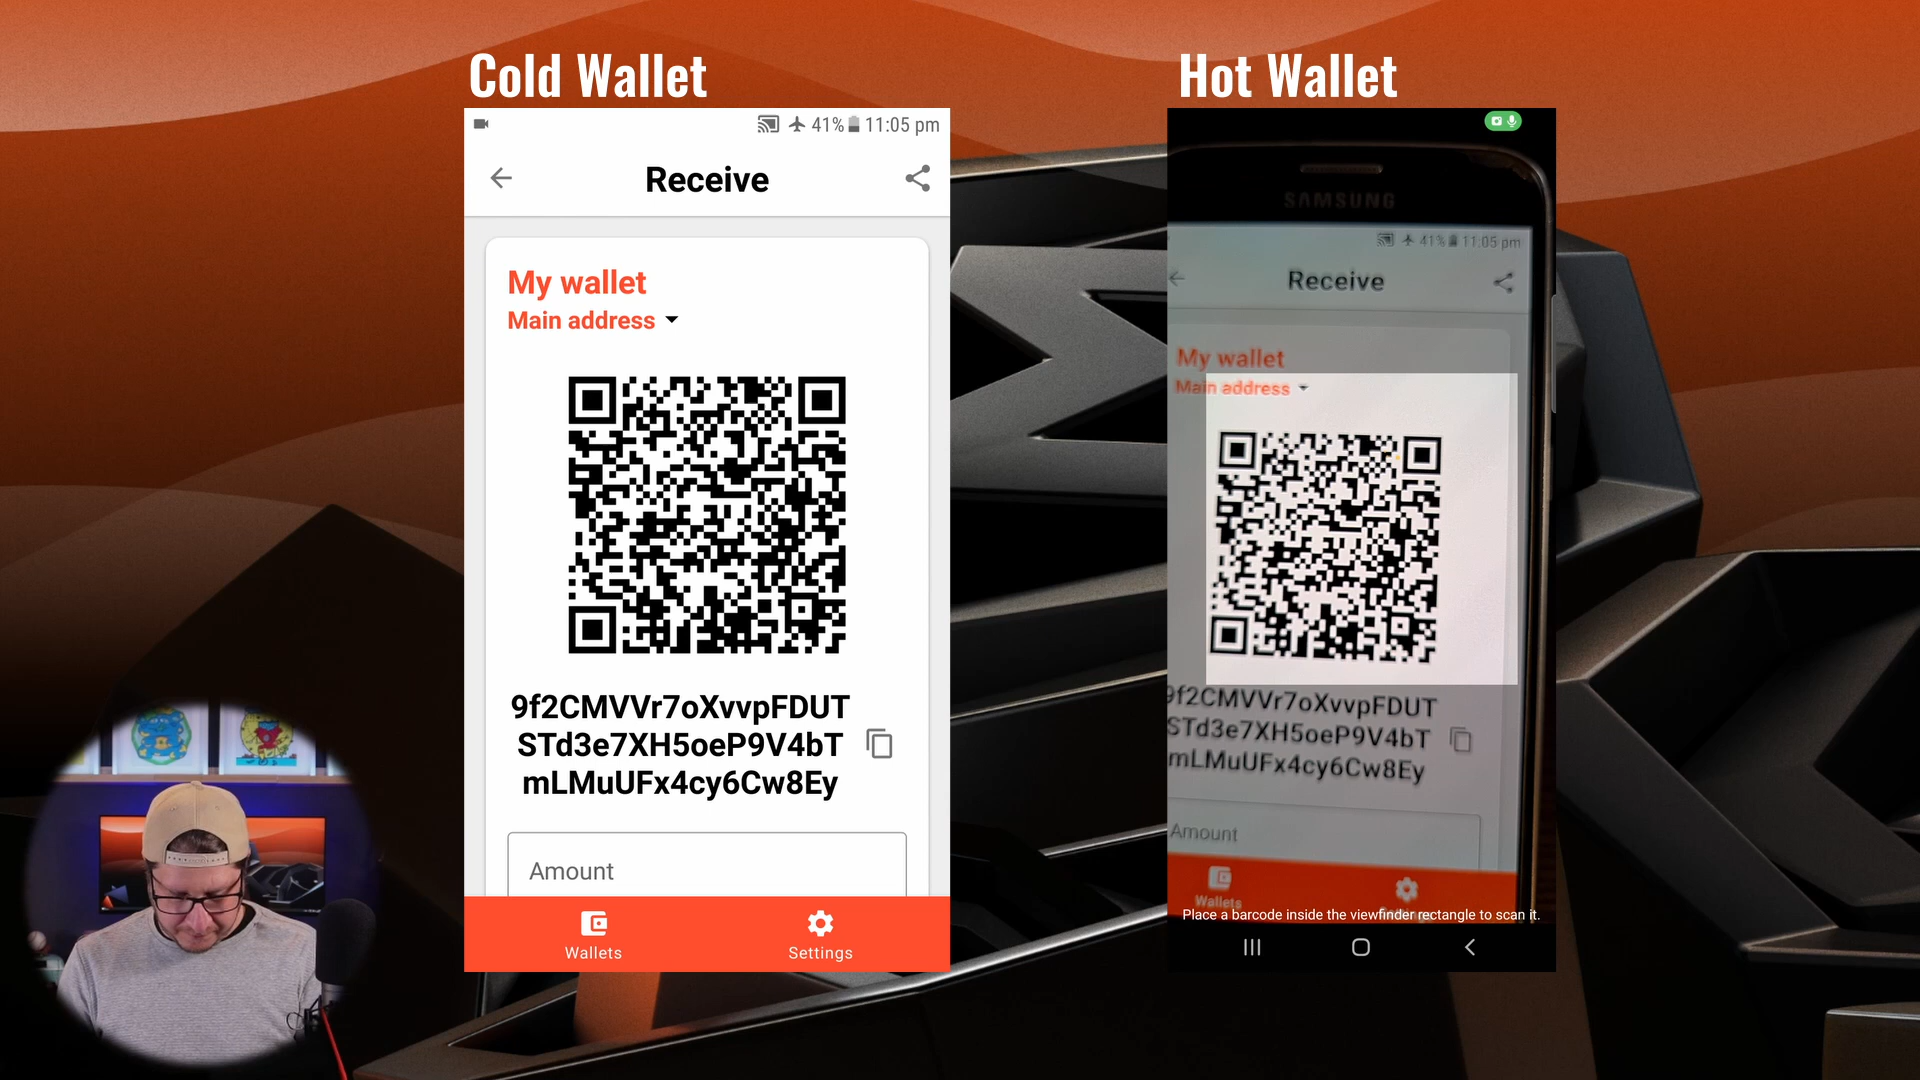 Cold Wallet
41% 11:05 pm
Receive
My wallet
Main address
9f2CMVVr7oXvvpFDUT
STd3e7XH5oeP9V4bT
mLMuUFx4cy6Cw8Ey
Amount
Wallets
Settings
Hot Wallet
SAMSUNG
41% 11:05 pm
Receive
My wallet
Main address
9f2CMVVr7oXvvpFDUT
STd3e7XH5oeP9V4bT
mLMuUFx4cy6Cw8Ey
Amount
Wallets
Place a barcode inside the viewfinder rectangle to scan it.